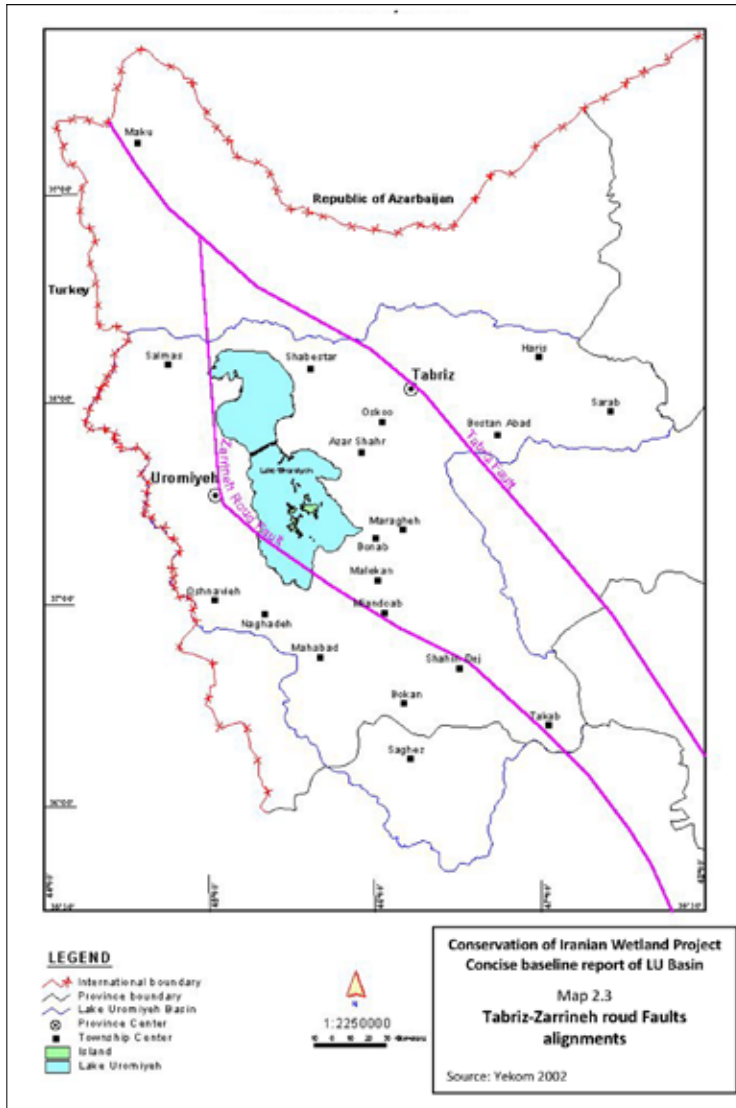 Maku
Republic of Azarbaijan
Turkey
Salmas
Shabestar
Haris
Tabriz
Sarab
Oskoo
Bostan Abad
Azar Shahr
Tabriz Fault
Zarrineh Roud Fault
Uromiyeh
Maragheh
Bonab
Malekan
Oshnavieh
Miandoab
Naghadeh
Mahabad
Shahin Dej
Bokan
Takab
Saghez
LEGEND
International boundary
Province boundary
Lake Uromiyeh Basin
Province Center
Township Center
Island
Lake Uromiyeh
N
1:2250000
Conservation of Iranian Wetland Project
Concise baseline report of LU Basin
Map 2.3
Tabriz-Zarrineh roud Faults
alignments
Source: Yekom 2002